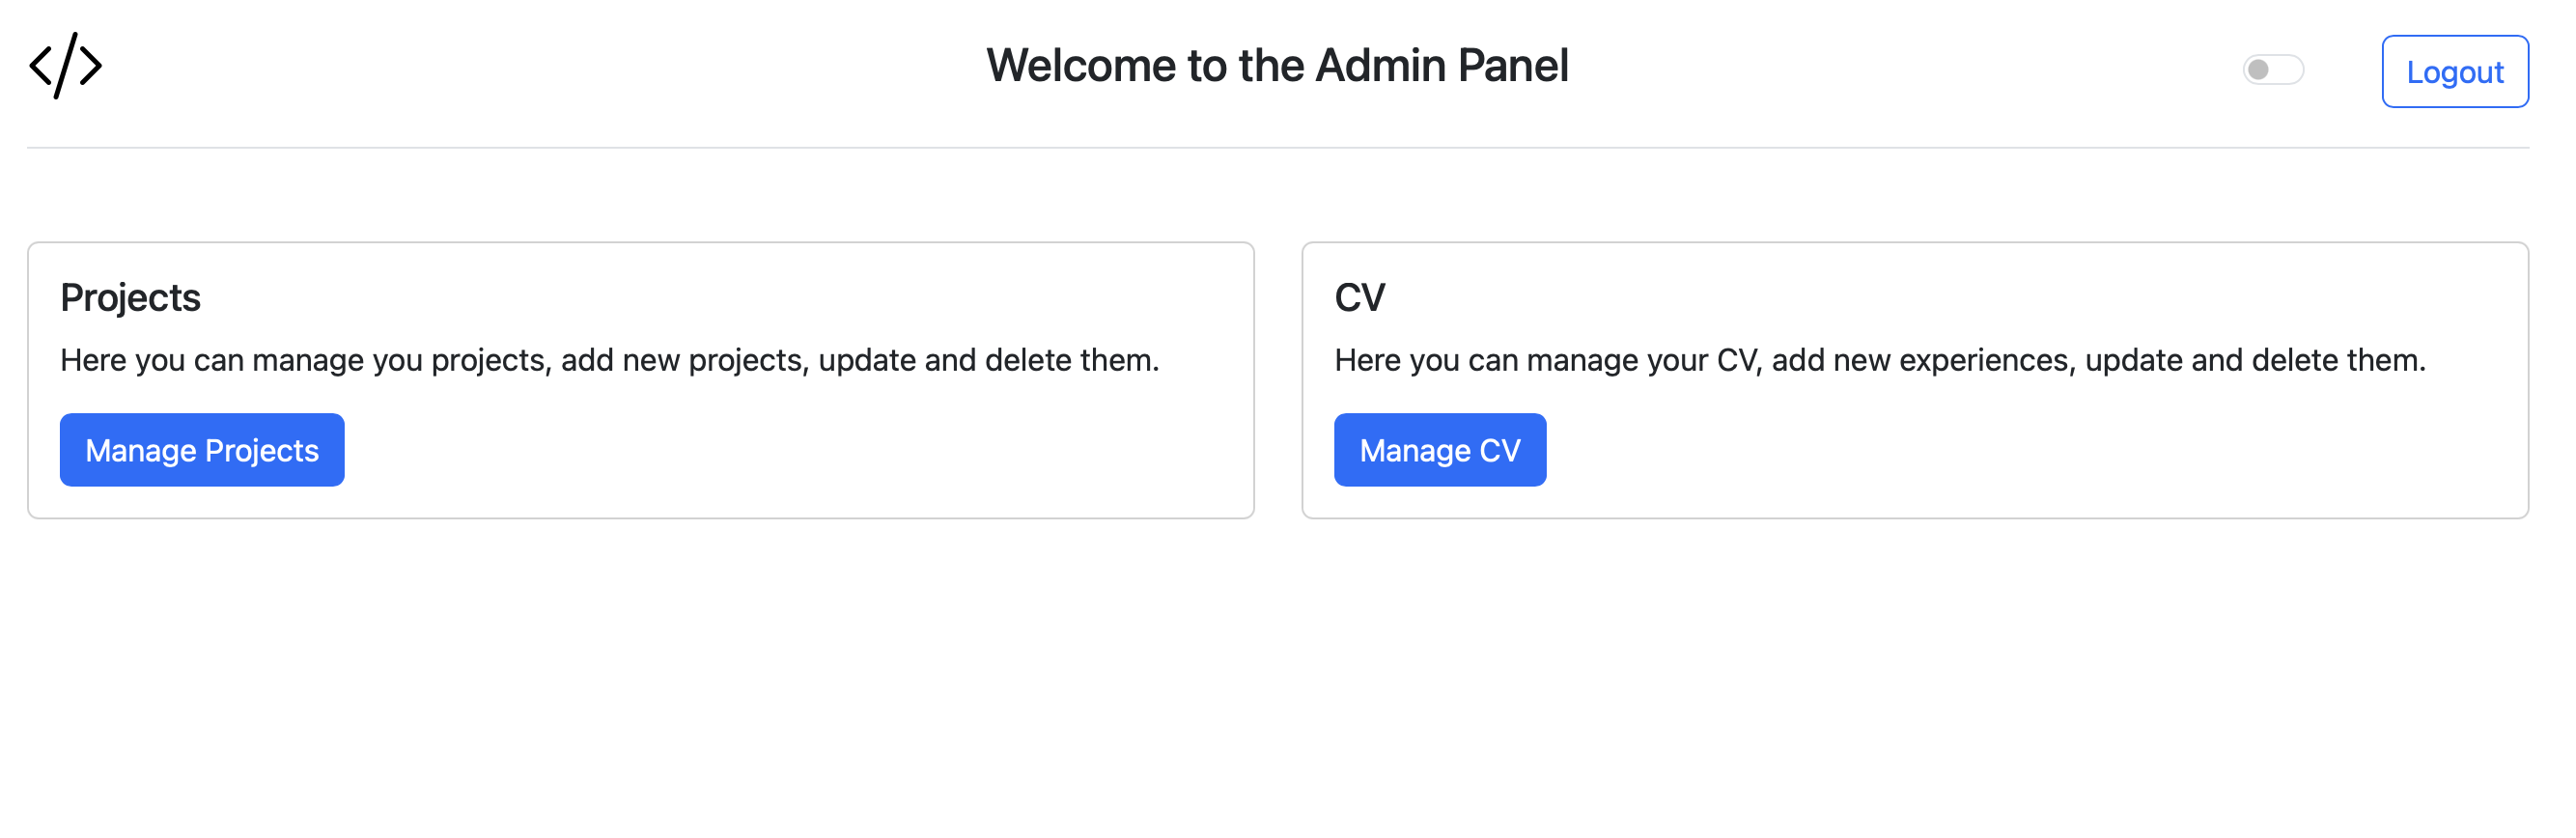 </>
Welcome to the Admin Panel
Logout
Projects
Here you can manage you projects, add new projects, update and delete them.
Manage Projects
CV
Here you can manage your CV, add new experiences, update and delete them.
Manage CV